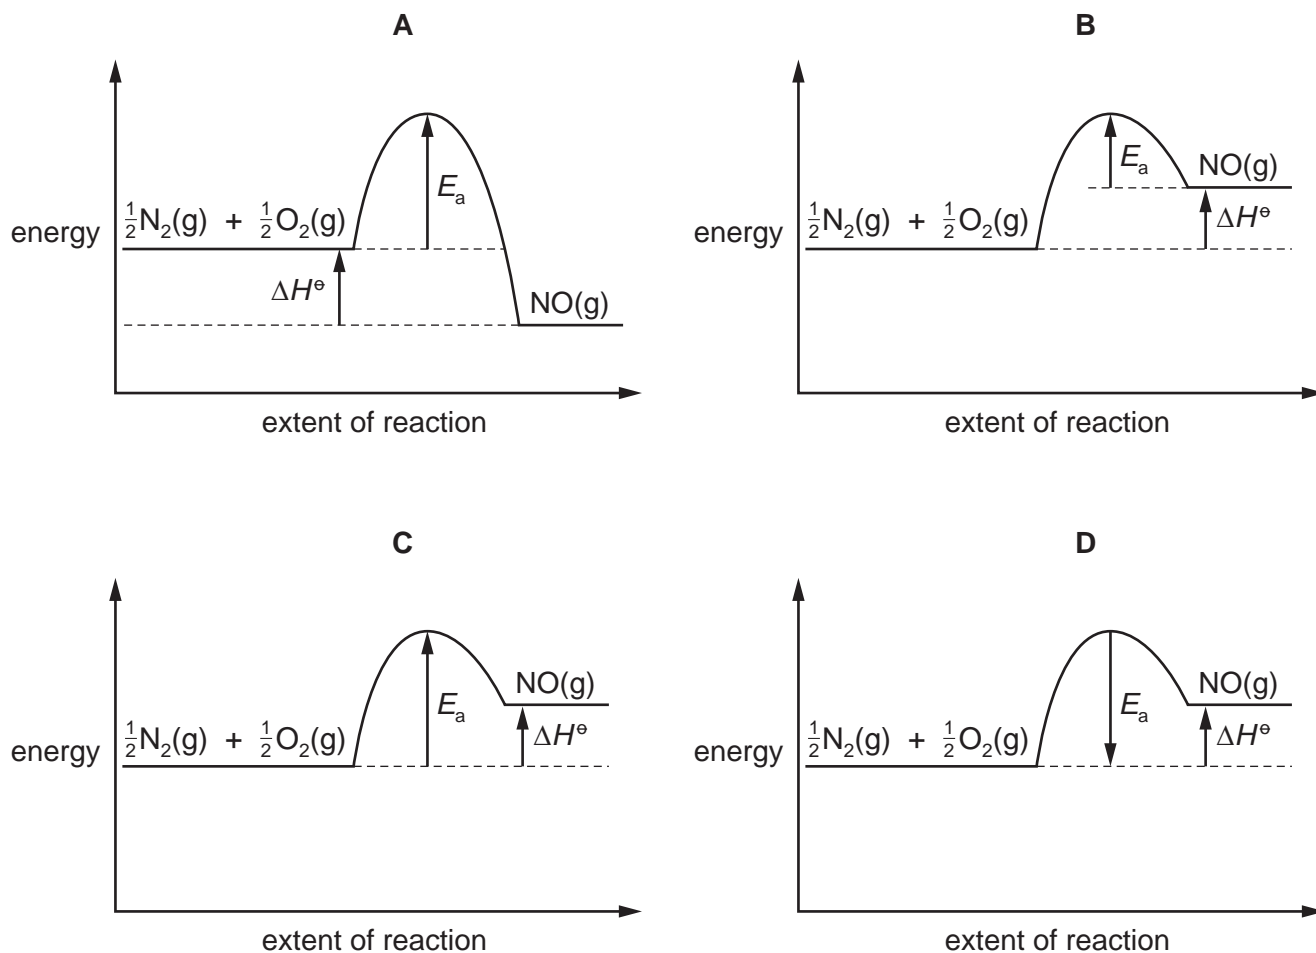 A
½N₂(g) + ½O₂(g)
energy
Eₐ
ΔH⦵
NO(g)
extent of reaction
B
½N₂(g) + ½O₂(g)
energy
Eₐ
NO(g)
ΔH⦵
extent of reaction
C
½N₂(g) + ½O₂(g)
energy
Eₐ
NO(g)
ΔH⦵
extent of reaction
D
½N₂(g) + ½O₂(g)
energy
Eₐ
NO(g)
ΔH⦵
extent of reaction